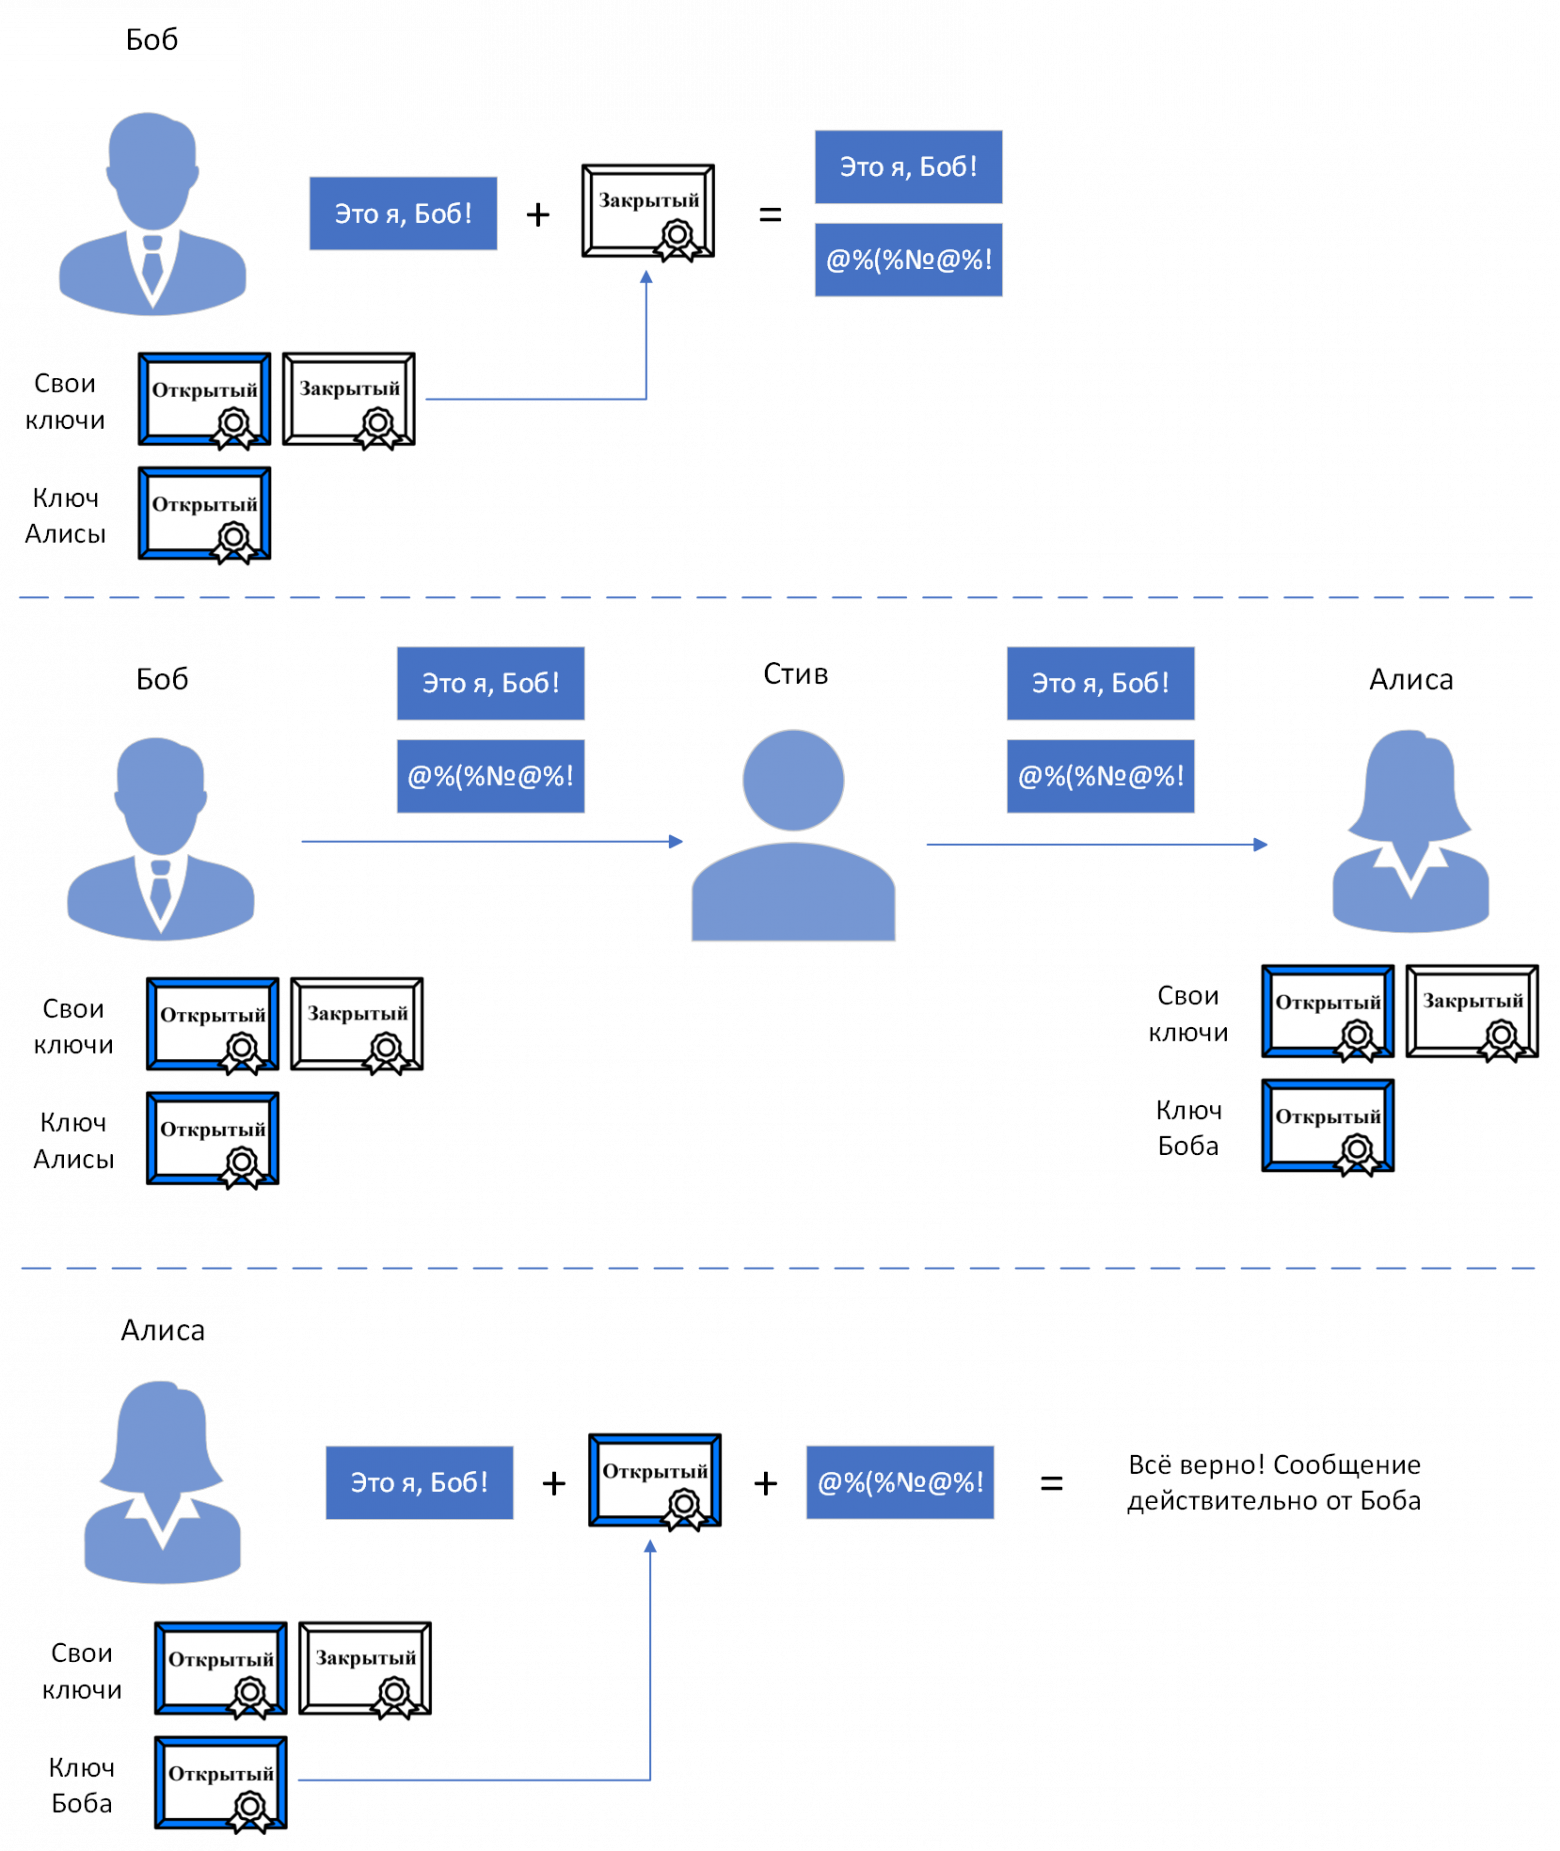 Боб
Это я, Боб!
+
Закрытый
=
Это я, Боб!
@%(%№@%!
Свои
ключи
Открытый
Закрытый
Ключ
Алисы
Открытый
Боб
Это я, Боб!
@%(%№@%!
Стив
Это я, Боб!
@%(%№@%!
Алиса
Свои
ключи
Открытый
Закрытый
Ключ
Алисы
Открытый
Свои
ключи
Открытый
Закрытый
Ключ
Боба
Открытый
Алиса
Это я, Боб!
+
Открытый
+
@%(%№@%!
=
Всё верно! Сообщение
действительно от Боба
Свои
ключи
Открытый
Закрытый
Ключ
Боба
Открытый